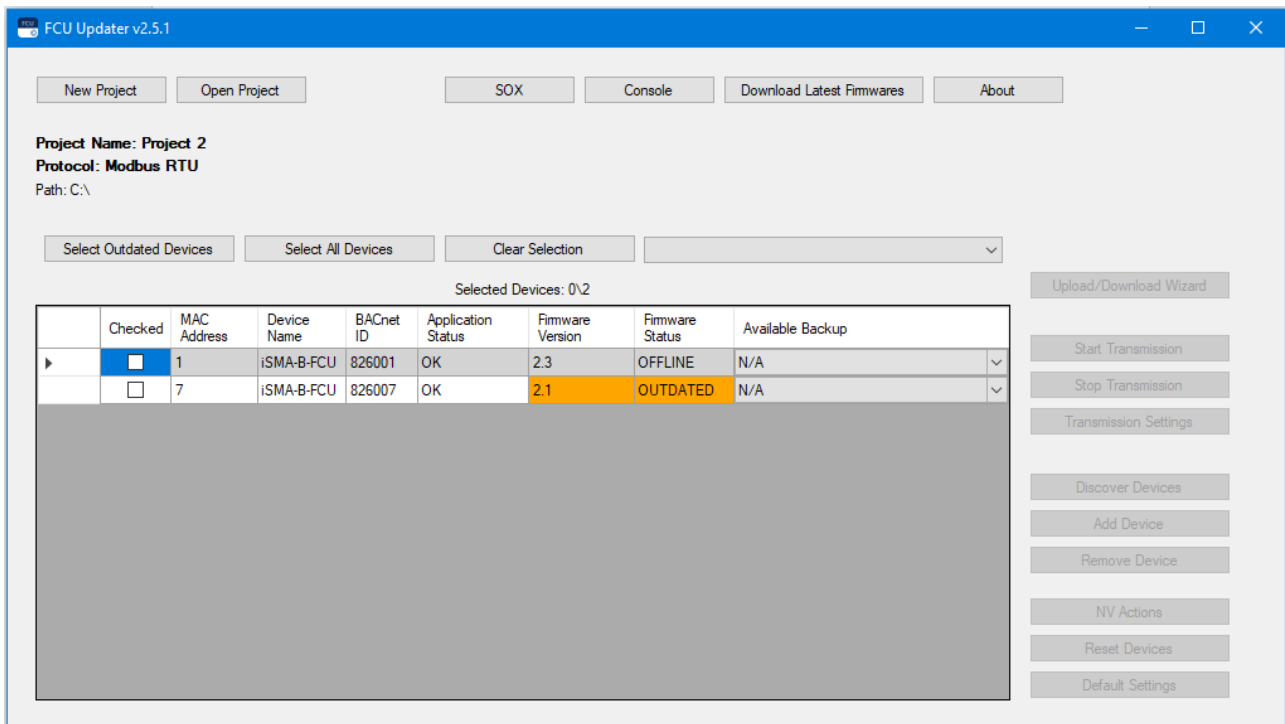 FCU Updater v2.5.1
New Project Open Project SOX Console Download Latest Firmwares About
Project Name: Project 2
Protocol: Modbus RTU
Path: C:\
Select Outdated Devices Select All Devices Clear Selection
Selected Devices: 0\2
Upload/Download Wizard
Checked MAC Address Device Name BACnet ID Application Status Firmware Version Firmware Status Available Backup
1 iSMA-B-FCU 826001 OK 2.3 OFFLINE N/A
7 iSMA-B-FCU 826007 OK 2.1 OUTDATED N/A
Start Transmission
Stop Transmission
Transmission Settings
Discover Devices
Add Device
Remove Device
NV Actions
Reset Devices
Default Settings